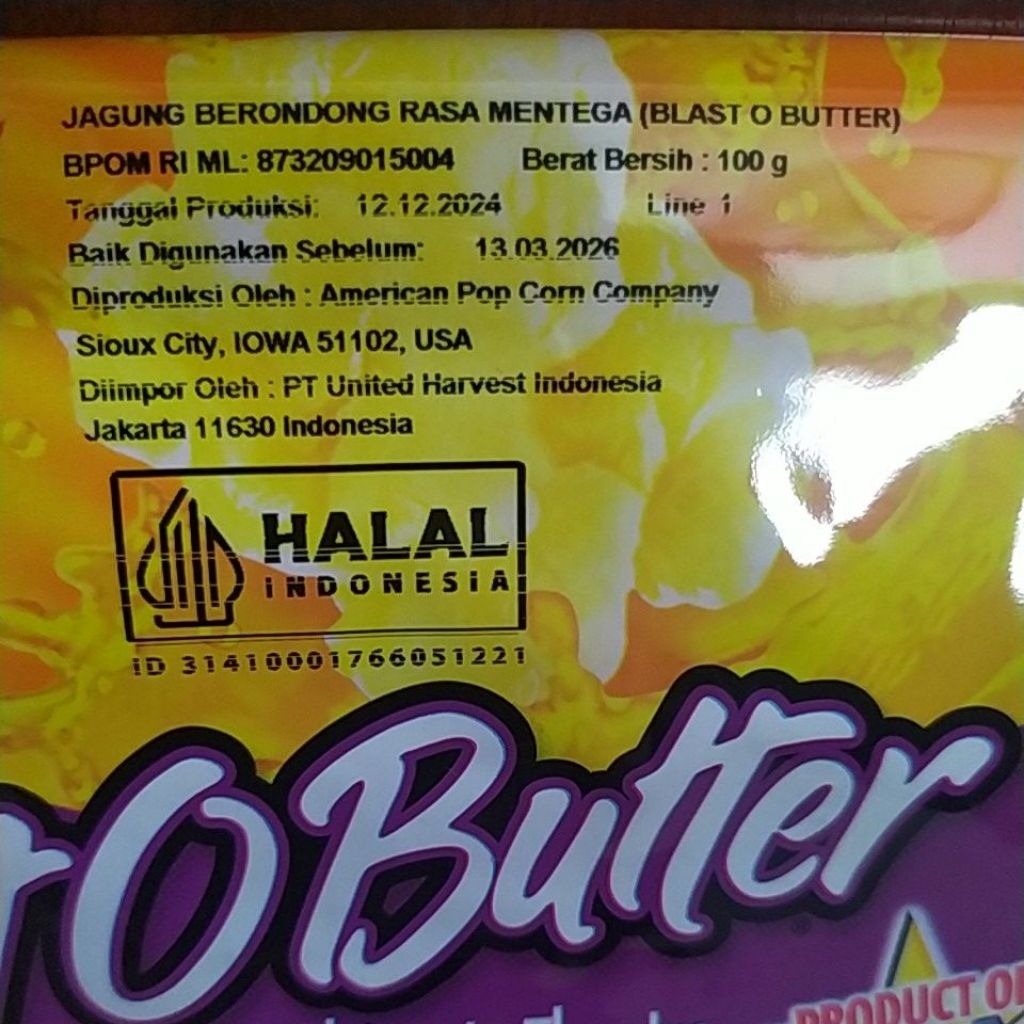 JAGUNG BERONDONG RASA MENTEGA (BLAST O BUTTER)
BPOM RI ML: 873209015004 Berat Bersih : 100 g
Tanggal Produksi: 12.12.2024 Line 1
Baik Digunakan Sebelum: 13.03.2026
Diproduksi Oleh : American Pop Corn Company
Sioux City, IOWA 51102, USA
Diimpor Oleh : PT United Harvest Indonesia
Jakarta 11630 Indonesia
HALAL
INDONESIA
ID 31410001766051221
O Butter
PRODUCT OF